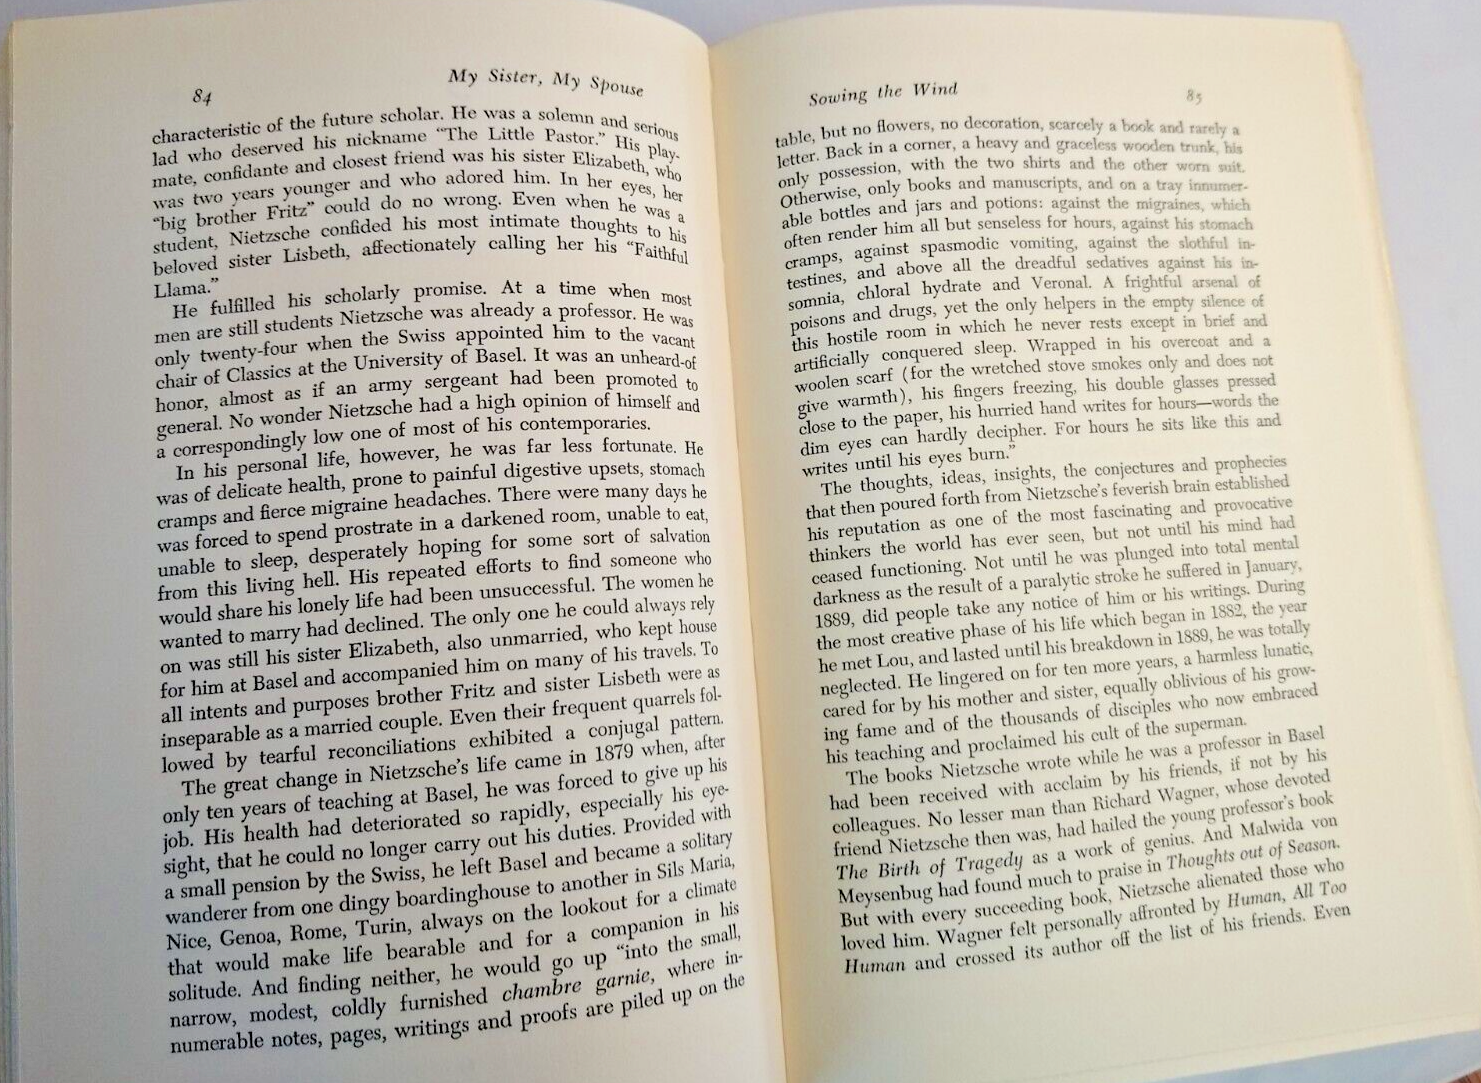 84
My Sister, My Spouse
characteristic of the future scholar. He was a solemn and serious
lad who deserved his nickname “The Little Pastor.” His play-
mate, confidante and closest friend was his sister Elizabeth, who
was two years younger and who adored him. In her eyes, her
“big brother Fritz” could do no wrong. Even when he was a
student, Nietzsche confided his most intimate thoughts to his
beloved sister Lisbeth, affectionately calling her his “Faithful
Llama.”
He fulfilled his scholarly promise. At a time when most
men are still students Nietzsche was already a professor. He was
only twenty-four when the Swiss appointed him to the vacant
chair of Classics at the University of Basel. It was an unheard-of
honor, almost as if an army sergeant had been promoted to
general. No wonder Nietzsche had a high opinion of himself and
a correspondingly low one of most of his contemporaries.
In his personal life, however, he was far less fortunate. He
was of delicate health, prone to painful digestive upsets, stomach
cramps and fierce migraine headaches. There were many days he
was forced to spend prostrate in a darkened room, unable to eat,
unable to sleep, desperately hoping for some sort of salvation
from this living hell. His repeated efforts to find someone who
would share his lonely life had been unsuccessful. The women he
wanted to marry had declined. The only one he could always rely
on was still his sister Elizabeth, also unmarried, who kept house
for him at Basel and accompanied him on many of his travels. To
all intents and purposes brother Fritz and sister Lisbeth were as
inseparable as a married couple. Even their frequent quarrels fol-
lowed by tearful reconciliations exhibited a conjugal pattern.
The great change in Nietzsche’s life came in 1879 when, after
only ten years of teaching at Basel, he was forced to give up his
job. His health had deteriorated so rapidly, especially his eye-
sight, that he could no longer carry out his duties. Provided with
a small pension by the Swiss, he left Basel and became a solitary
wanderer from one dingy boardinghouse to another in Sils Maria,
Nice, Genoa, Rome, Turin, always on the lookout for a climate
that would make life bearable and for a companion in his
solitude. And finding neither, he would go up “into the small,
narrow, modest, coldly furnished chambre garnie, where in-
numerable notes, pages, writings and proofs are piled up on the
Sowing the Wind
85
table, but no flowers, no decoration, scarcely a book and rarely a
letter. Back in a corner, a heavy and graceless wooden trunk, his
only possession, with the two shirts and the other worn suit.
Otherwise, only books and manuscripts, and on a tray innumer-
able bottles and jars and potions: against the migraines, which
often render him all but senseless for hours, against his stomach
cramps, against spasmodic vomiting, against the slothful in-
testines, and above all the dreadful sedatives against his in-
somnia, chloral hydrate and Veronal. A frightful arsenal of
poisons and drugs, yet the only helpers in the empty silence of
this hostile room in which he never rests except in brief and
artificially conquered sleep. Wrapped in his overcoat and a
woolen scarf (for the wretched stove smokes only and does not
give warmth), his fingers freezing, his double glasses pressed
close to the paper, his hurried hand writes for hours—words the
dim eyes can hardly decipher. For hours he sits like this and
writes until his eyes burn.”
The thoughts, ideas, insights, the conjectures and prophecies
that then poured forth from Nietzsche’s feverish brain established
his reputation as one of the most fascinating and provocative
thinkers the world has ever seen, but not until his mind had
ceased functioning. Not until he was plunged into total mental
darkness as the result of a paralytic stroke he suffered in January,
1889, did people take any notice of him or his writings. During
the most creative phase of his life which began in 1882, the year
he met Lou, and lasted until his breakdown in 1889, he was totally
neglected. He lingered on for ten more years, a harmless lunatic,
cared for by his mother and sister, equally oblivious of his grow-
ing fame and of the thousands of disciples who now embraced
his teaching and proclaimed his cult of the superman.
The books Nietzsche wrote while he was a professor in Basel
had been received with acclaim by his friends, if not by his
colleagues. No lesser man than Richard Wagner, whose devoted
friend Nietzsche then was, had hailed the young professor’s book
The Birth of Tragedy as a work of genius. And Malwida von
Meysenbug had found much to praise in Thoughts out of Season.
But with every succeeding book, Nietzsche alienated those who
loved him. Wagner felt personally affronted by Human, All Too
Human and crossed its author off the list of his friends. Even